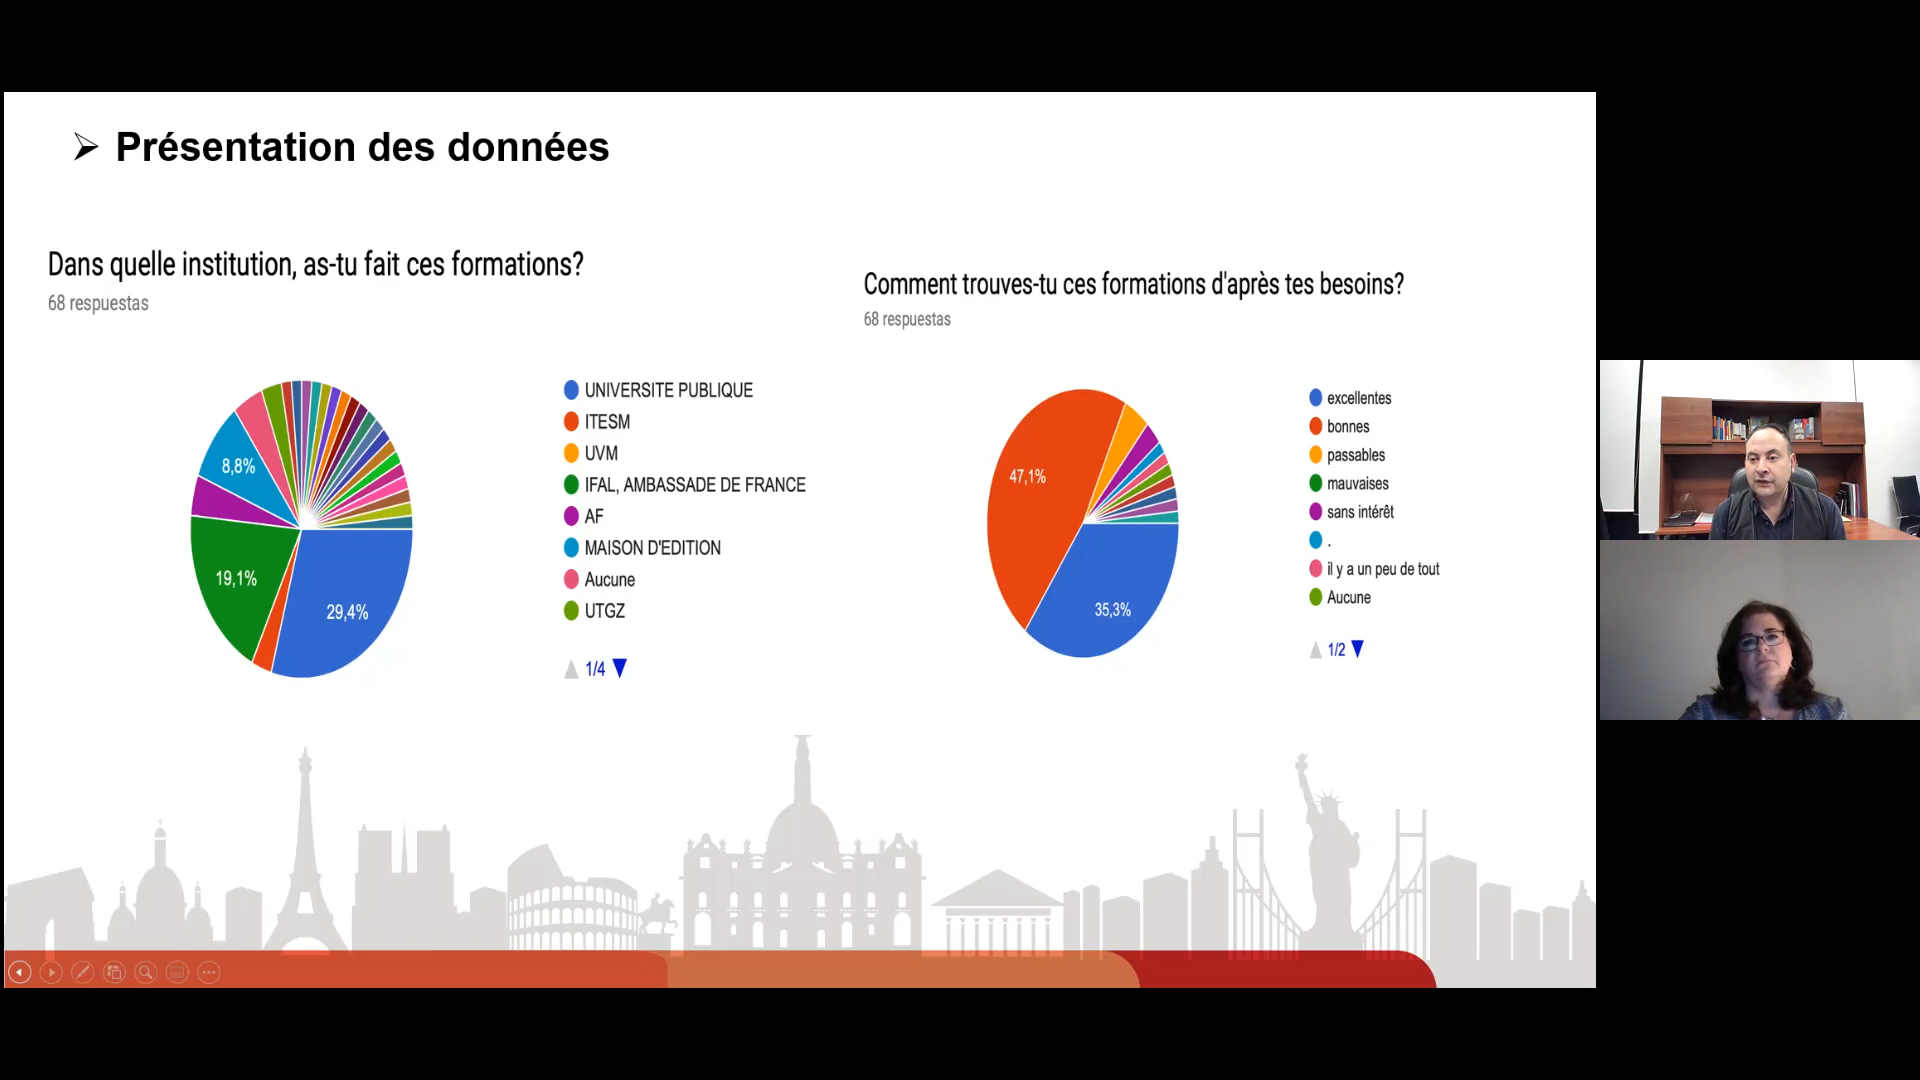 Présentation des données
Dans quelle institution, as-tu fait ces formations?
68 respuestas
8,8%
19,1%
29,4%
UNIVERSITE PUBLIQUE
ITESM
UVM
IFAL, AMBASSADE DE FRANCE
AF
MAISON D'EDITION
Aucune
UTGZ
1/4
Comment trouves-tu ces formations d'après tes besoins?
68 respuestas
47,1%
35,3%
excellentes
bonnes
passables
mauvaises
sans intérêt
.
il y a un peu de tout
Aucune
1/2